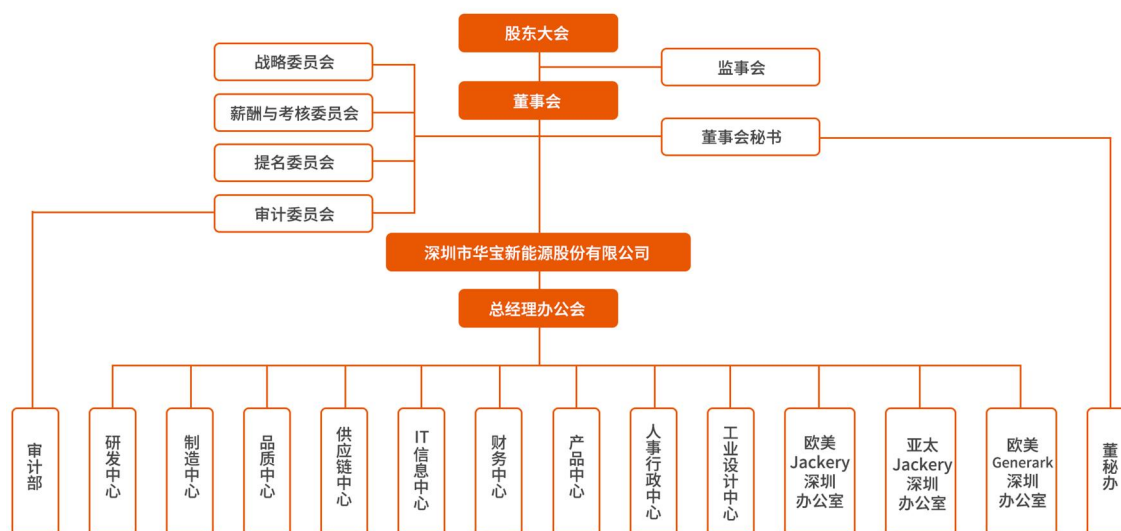 股东大会
战略委员会
监事会
薪酬与考核委员会
董事会
提名委员会
董事会秘书
审计委员会
深圳市华宝新能源股份有限公司
总经理办公会
审计部
研发中心
制造中心
品质中心
供应链中心
IT信息中心
财务中心
产品中心
人事行政中心
工业设计中心
欧美
Jackery
深圳
办公室
亚太
Jackery
深圳
办公室
欧美
Generark
深圳
办公室
董秘办